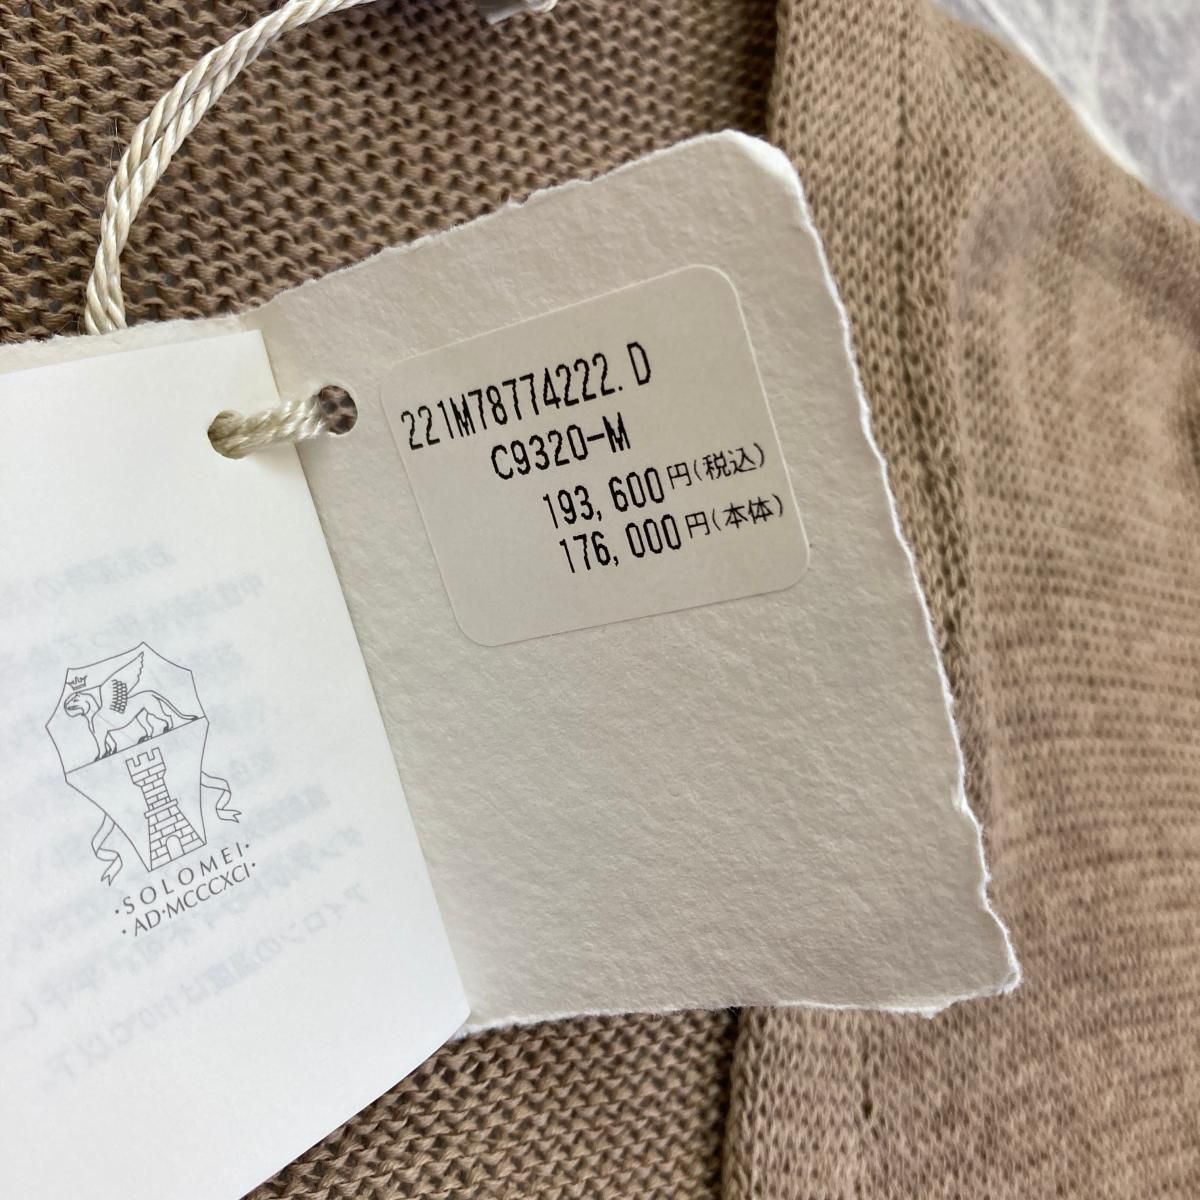 221M78774222.D
C9320-M
193,600円(税込)
176,000円(本体)
·SOLOMEI·
·AD·MCCCXCI·